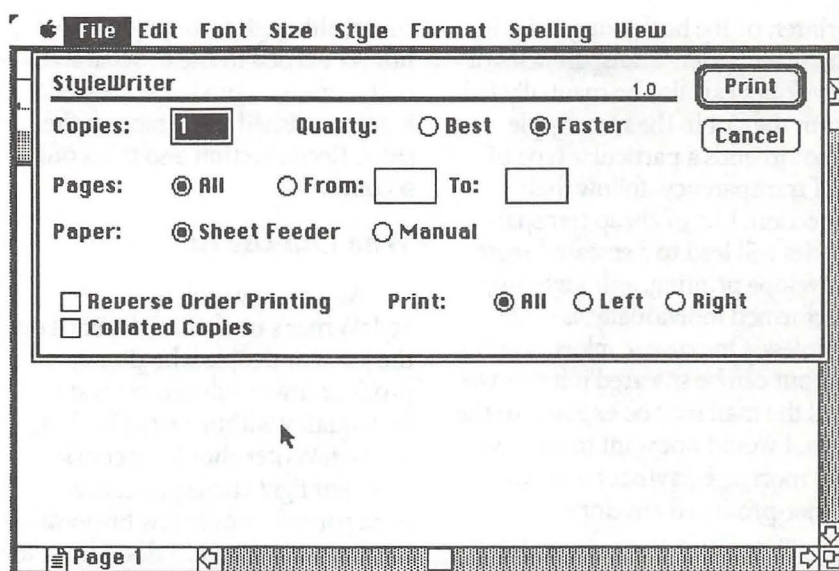 File Edit Font Size Style Format Spelling View
StyleWriter 1.0 Print
Copies: 1 Quality: Best Faster Cancel
Pages: All From: To:
Paper: Sheet Feeder Manual
Reverse Order Printing Print: All Left Right
Collated Copies
Page 1